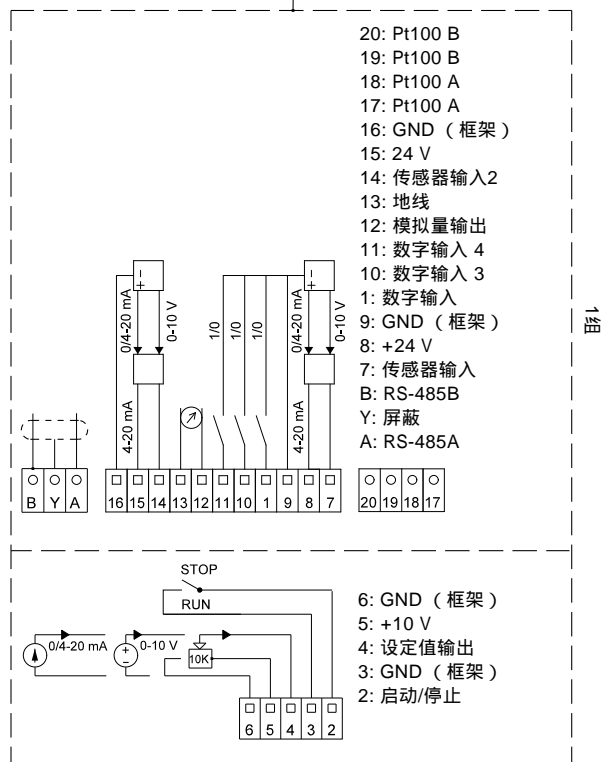 20: Pt100 B
19: Pt100 B
18: Pt100 A
17: Pt100 A
16: GND （框架）
15: 24 V
14: 传感器输入2
13: 地线
12: 模拟量输出
11: 数字输入 4
10: 数字输入 3
1: 数字输入
9: GND （框架）
8: +24 V
7: 传感器输入
B: RS-485B
Y: 屏蔽
A: RS-485A
1组
- +
- +
0/4-20 mA
0-10 V
1/0
1/0
1/0
0/4-20 mA
0-10 V
4-20 mA
4-20 mA
B Y A
16 15 14 13 12 11 10 1 9 8 7
20 19 18 17
STOP
RUN
0/4-20 mA
+ -
0-10 V
10K
6 5 4 3 2
6: GND （框架）
5: +10 V
4: 设定值输出
3: GND （框架）
2: 启动/停止